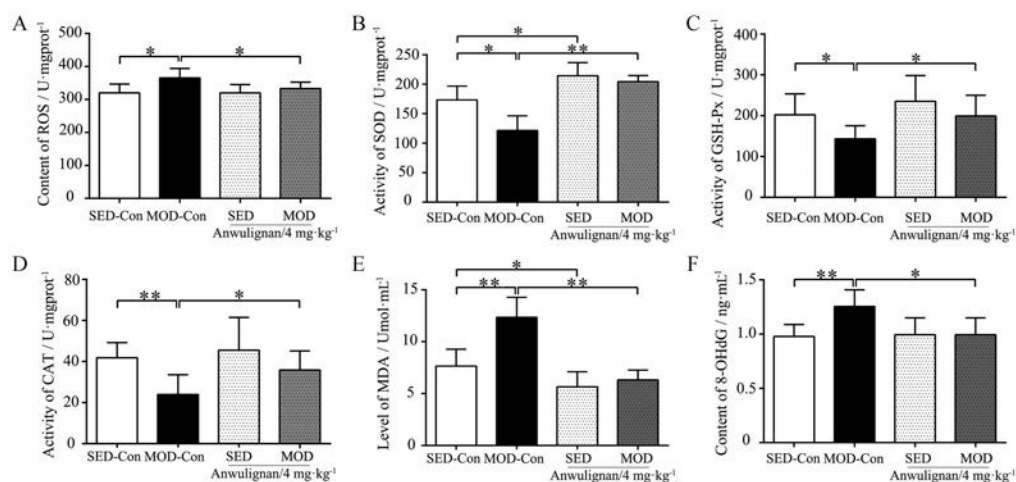 A
Content of ROS / U·mgprot⁻¹
500
400
300
200
100
0
*
*
SED-Con MOD-Con SED MOD
Anwulignan/4 mg·kg⁻¹
B
Activity of SOD / U·mgprot⁻¹
250
200
150
100
50
0
*
*
**
SED-Con MOD-Con SED MOD
Anwulignan/4 mg·kg⁻¹
C
Activity of GSH-Px / U·mgprot⁻¹
400
300
200
100
0
*
*
SED-Con MOD-Con SED MOD
Anwulignan/4 mg·kg⁻¹
D
Activity of CAT / U·mgprot⁻¹
80
60
40
20
0
**
*
SED-Con MOD-Con SED MOD
Anwulignan/4 mg·kg⁻¹
E
Level of MDA / Umol·mL⁻¹
15
10
5
0
*
**
**
SED-Con MOD-Con SED MOD
Anwulignan/4 mg·kg⁻¹
F
Content of 8-OHdG / ng·mL⁻¹
2.0
1.5
1.0
0.5
0
**
*
SED-Con MOD-Con SED MOD
Anwulignan/4 mg·kg⁻¹